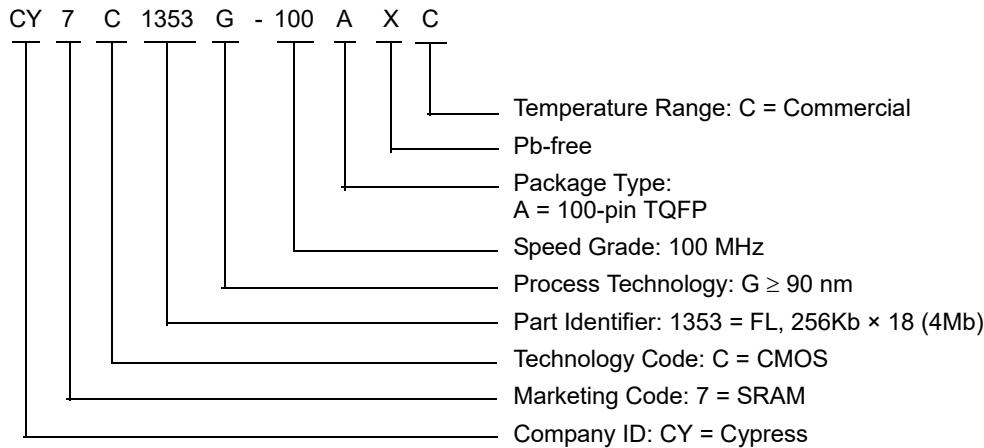 CY 7 C 1353 G - 100 A X C
Temperature Range: C = Commercial
Pb-free
Package Type:
A = 100-pin TQFP
Speed Grade: 100 MHz
Process Technology: G ≥ 90 nm
Part Identifier: 1353 = FL, 256Kb × 18 (4Mb)
Technology Code: C = CMOS
Marketing Code: 7 = SRAM
Company ID: CY = Cypress